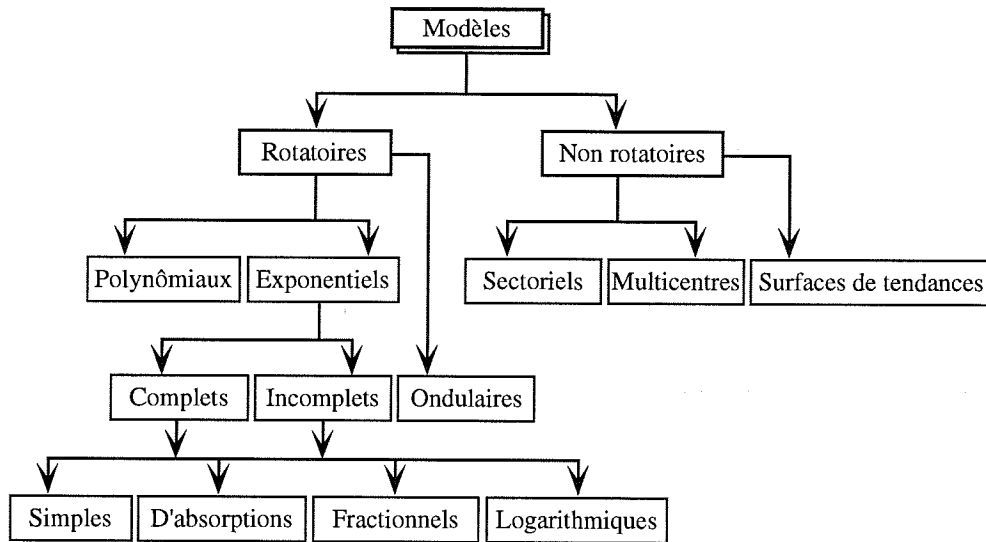 Modèles
Rotatoires
Non rotatoires
Polynômiaux
Exponentiels
Sectoriels
Multicentres
Surfaces de tendances
Complets
Incomplets
Ondulaires
Simples
D'absorptions
Fractionnels
Logarithmiques